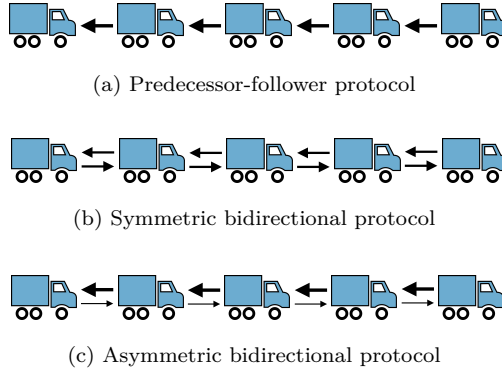 (a) Predecessor-follower protocol
(b) Symmetric bidirectional protocol
(c) Asymmetric bidirectional protocol